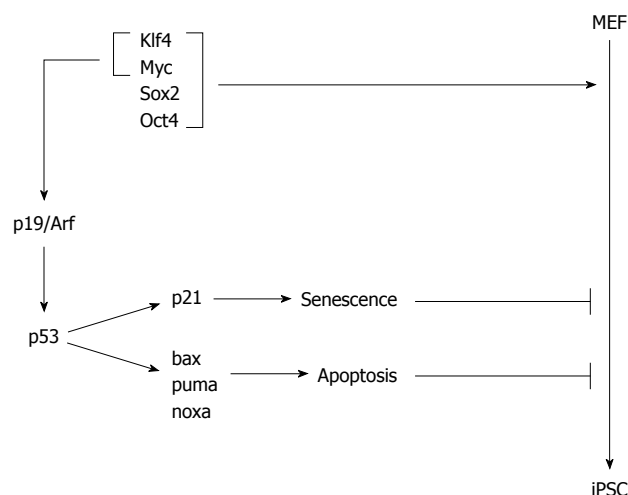 MEF
Klf4
Myc
Sox2
Oct4
p19/Arf
p53
p21
Senescence
bax
puma
noxa
Apoptosis
iPSC